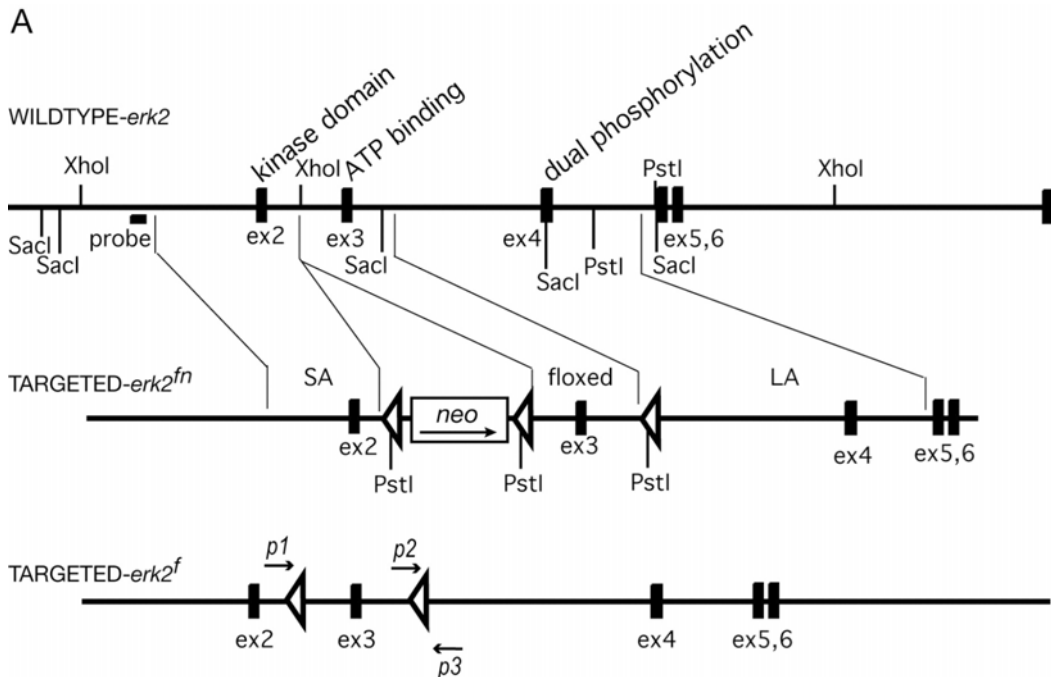 A
kinase domain
ATP binding
dual phosphorylation
WILDTYPE-erk2
XhoI
XhoI
PstI
XhoI
probe
ex2
ex3
ex4
ex5,6
SacI
SacI
SacI
SacI
PstI
SacI
TARGETED-erk2fn
SA
floxed
LA
neo
ex2
ex3
ex4
ex5,6
PstI
PstI
PstI
TARGETED-erk2f
p1
p2
ex2
ex3
ex4
ex5,6
p3